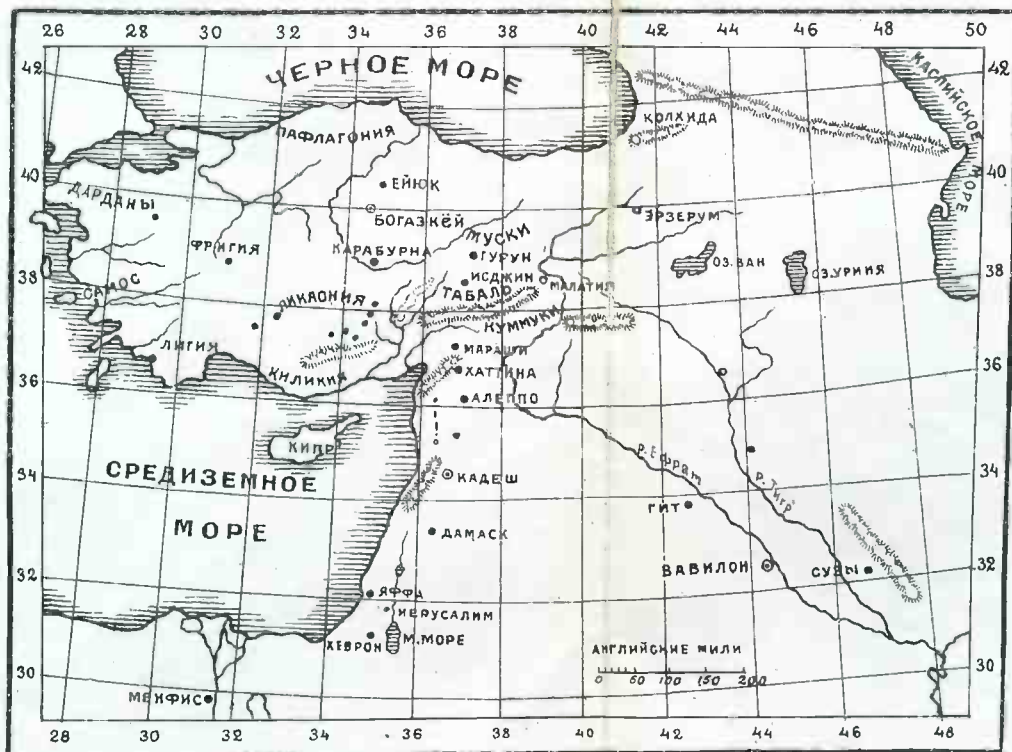 26 28 30 32 34 36 38 40 42 44 46 48 50
42 42
ЧЕРНОЕ МОРЕ
КАСПИЙСКОЕ МОРЕ
КОЛХИДА
ПАФЛАГОНИЯ
40 40
ЕЙЮК
ДАРДАНЫ
БОГАЗКЁЙ
ЭРЗЕРУМ
МУСКИ
ФРИГИЯ
КАРАБУРНА
ГУРУН
ОЗ. ВАН
ОЗ. УРМИЯ
38 38
ИСДЖИН
МАЛАТИЯ
САМОС
ЛИКАОНИЯ
ТАБАЛР
КУММУКИ
ЛИГИЯ
МАРАШИ
36 36
КИЛИКИЯ
ХАТТИНА
АЛЕППО
КИПР
СРЕДИЗЕМНОЕ
МОРЕ
34 34
КАДЕШ
Р. Ефрат
Р. Тигр
ГИТ
ДАМАСК
ВАВИЛОН
СУЗЫ
32 32
ЯФФА
ИЕРУСАЛИМ
ХЕВРОН
М. МОРЕ
АНГЛИЙСКИЕ МИЛИ
0 50 100 150 200
30 30
МЕМФИС
28 30 32 34 36 38 40 42 44 46 48